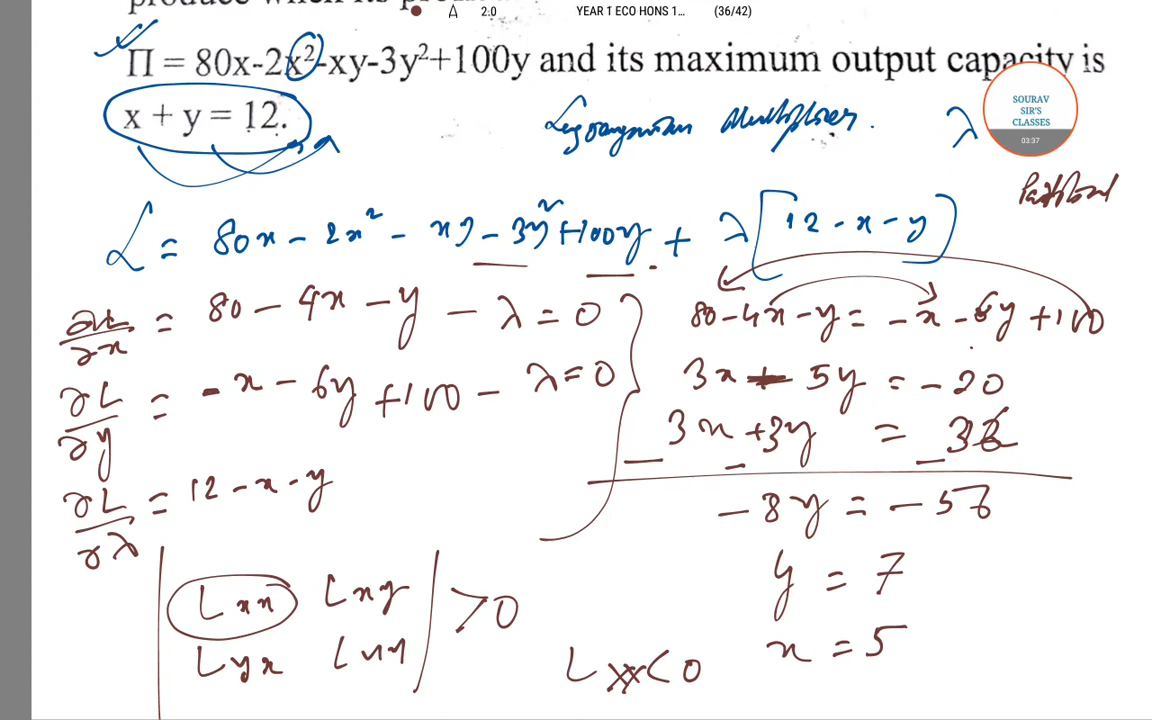 A 2.0 YEAR 1 ECO HONS 1... (36/42)
Π = 80x-2x²-xy-3y²+100y and its maximum output capacity is
x + y = 12.
Multiplier. λ
SOURAV
SIR'S
CLASSES
03:37
L = 80x - 2x² - xy - 3y² + 100y + λ[12 - x - y]
∂L/∂x = 80 - 4x - y - λ = 0
80 - 4x - y = -x - 6y + 100
∂L/∂y = -x - 6y + 100 - λ = 0
3x - 5y = -20
3x + 3y = 36
∂L/∂λ = 12 - x - y
-8y = -56
Lxx Lxy
Lyx Lyy
> 0
y = 7
x = 5
Lxx < 0